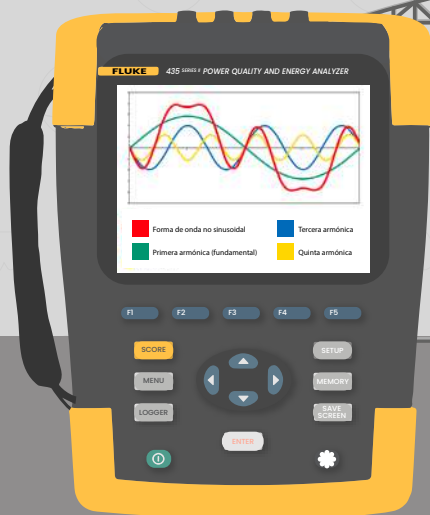 FLUKE 435 SERIES II POWER QUALITY AND ENERGY ANALYZER
Forma de onda no sinusoidal Tercera armónica
Primera armónica (fundamental) Quinta armónica
F1 F2 F3 F4 F5
SCORE SETUP
MENU MEMORY
LOGGER SAVE
SCREEN
ENTER